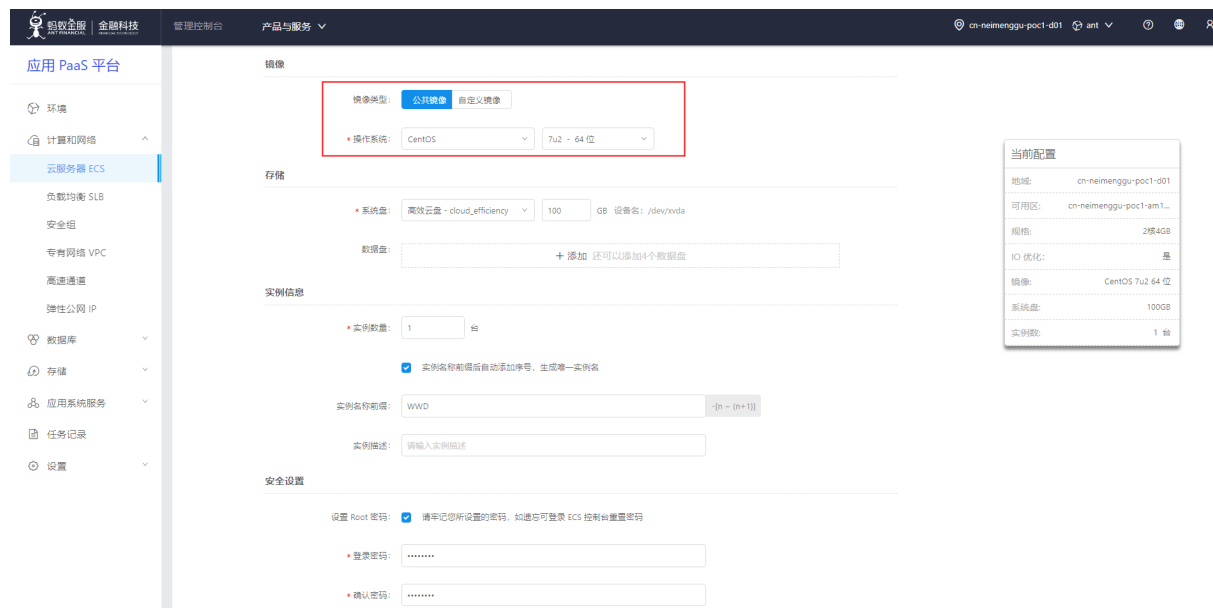 蚂蚁金服 金融科技
ANT FINANCIAL
管理控制台 产品与服务
cn-neimenggu-poc1-d01 ant
应用 PaaS 平台
环境
计算和网络
云服务器 ECS
负载均衡 SLB
安全组
专有网络 VPC
高速通道
弹性公网 IP
数据库
存储
应用系统服务
任务记录
设置
镜像
镜像类型: 公共镜像 自定义镜像
* 操作系统: CentOS 7u2 - 64 位
存储
* 系统盘: 高效云盘 - cloud_efficiency 100 GB 设备名: /dev/xvda
数据盘: + 添加 还可以添加4个数据盘
实例信息
* 实例数量: 1 台
实例名称前缀后自动添加序号, 生成唯一实例名
实例名称前缀: WWD -[n ~ (n+1)]
实例描述: 请输入实例描述
安全设置
设置 Root 密码: 请牢记您所设置的密码, 如遗忘可登录 ECS 控制台重置密码
* 登录密码: ••••••••
* 确认密码: ••••••••
当前配置
地域: cn-neimenggu-poc1-d01
可用区: cn-neimenggu-poc1-am1...
规格: 2核4GB
IO 优化: 是
镜像: CentOS 7u2 64 位
系统盘: 100GB
实例数: 1 台